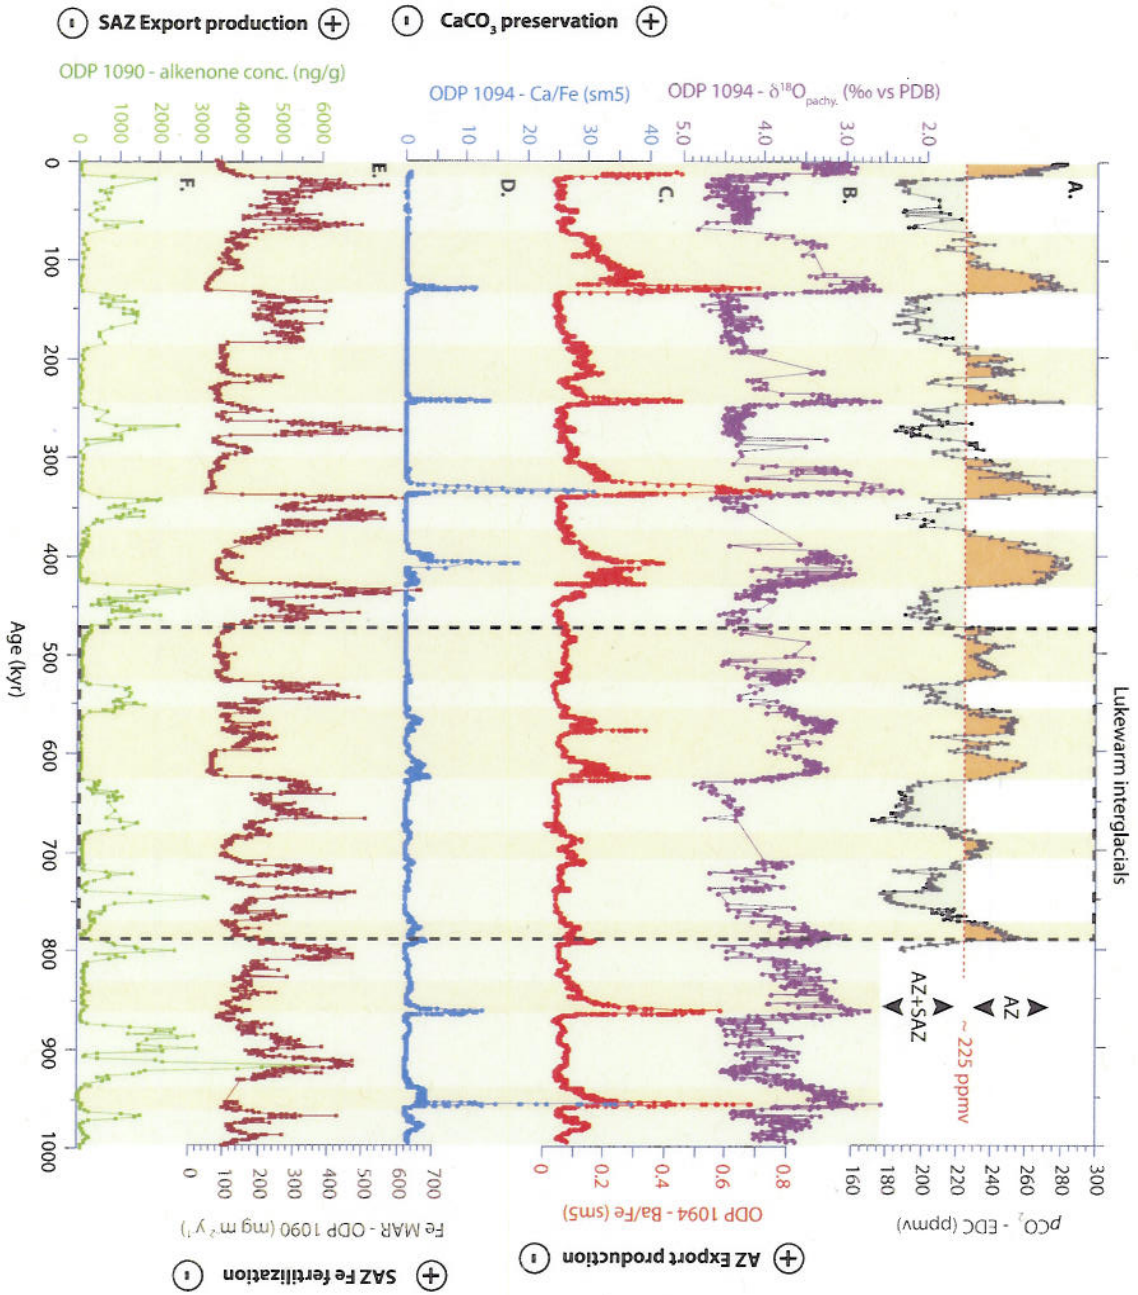 SAZ Export production
CaCO₃ preservation
ODP 1090 - alkenone conc. (ng/g)
ODP 1094 - Ca/Fe (sm5)
ODP 1094 - δ¹⁸O pachy. (‰ vs PDB)
0 1000 2000 3000 4000 5000 6000
0 10 20 30 40
5.0 4.0 3.0 2.0
A.
B.
C.
D.
E.
F.
0
100
200
300
400
500
600
700
800
900
1000
Age (kyr)
Lukewarm interglacials
AZ
AZ+SAZ
~ 225 ppmv
0 100 200 300 400 500 600 700
0 0.2 0.4 0.6 0.8
160 180 200 220 240 260 280 300
Fe MAR - ODP 1090 (mg m⁻² y⁻¹)
ODP 1094 - Ba/Fe (sm5)
pCO₂ - EDC (ppmv)
SAZ Fe fertilization
AZ Export production